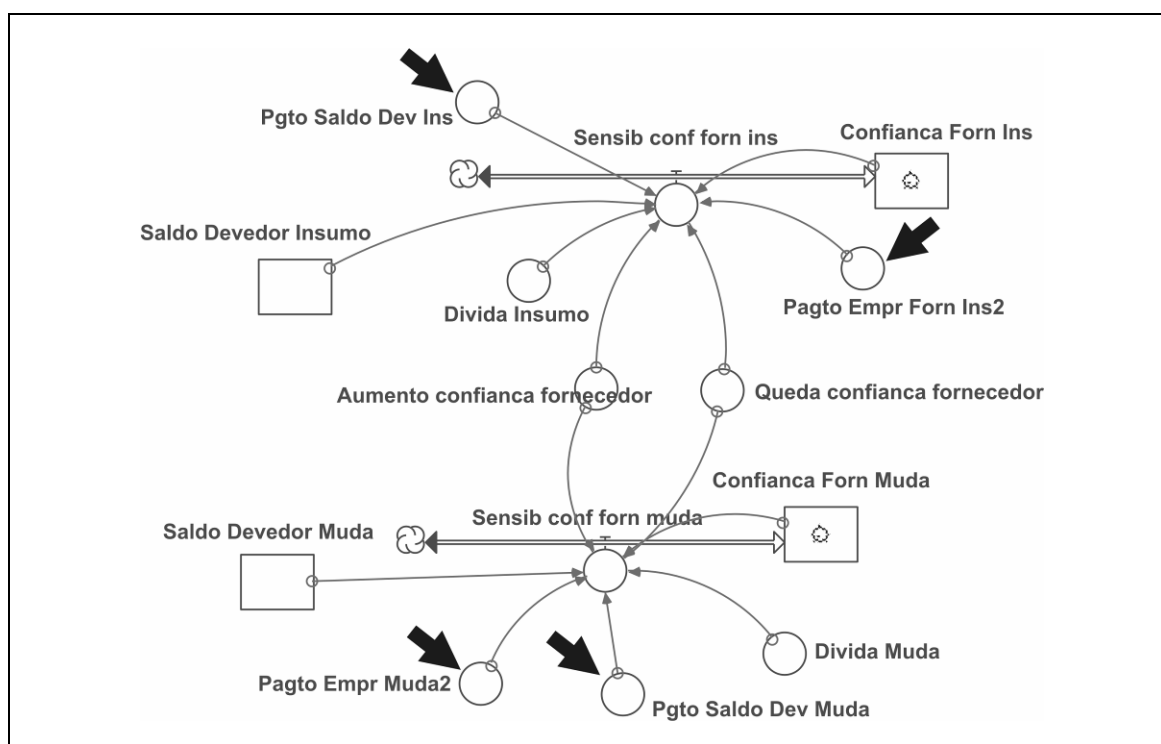 Pgto Saldo Dev Ins
Sensib conf forn ins
Confianca Forn Ins
Saldo Devedor Insumo
Divida Insumo
Pagto Empr Forn Ins2
Aumento confianca fornecedor
Queda confianca fornecedor
Confianca Forn Muda
Saldo Devedor Muda
Sensib conf forn muda
Divida Muda
Pagto Empr Muda2
Pgto Saldo Dev Muda